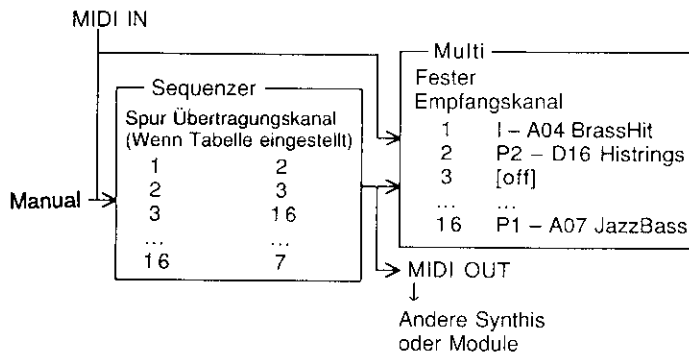 MIDI IN
Manual
Sequenzer
Spur Übertragungskanal
(Wenn Tabelle eingestellt)
1 2
2 3
3 16
... ...
16 7
Multi
Fester
Empfangskanal
1 I – A04 BrassHit
2 P2 – D16 Histrings
3 [off]
... ...
16 P1 – A07 JazzBass
MIDI OUT
Andere Synthis
oder Module